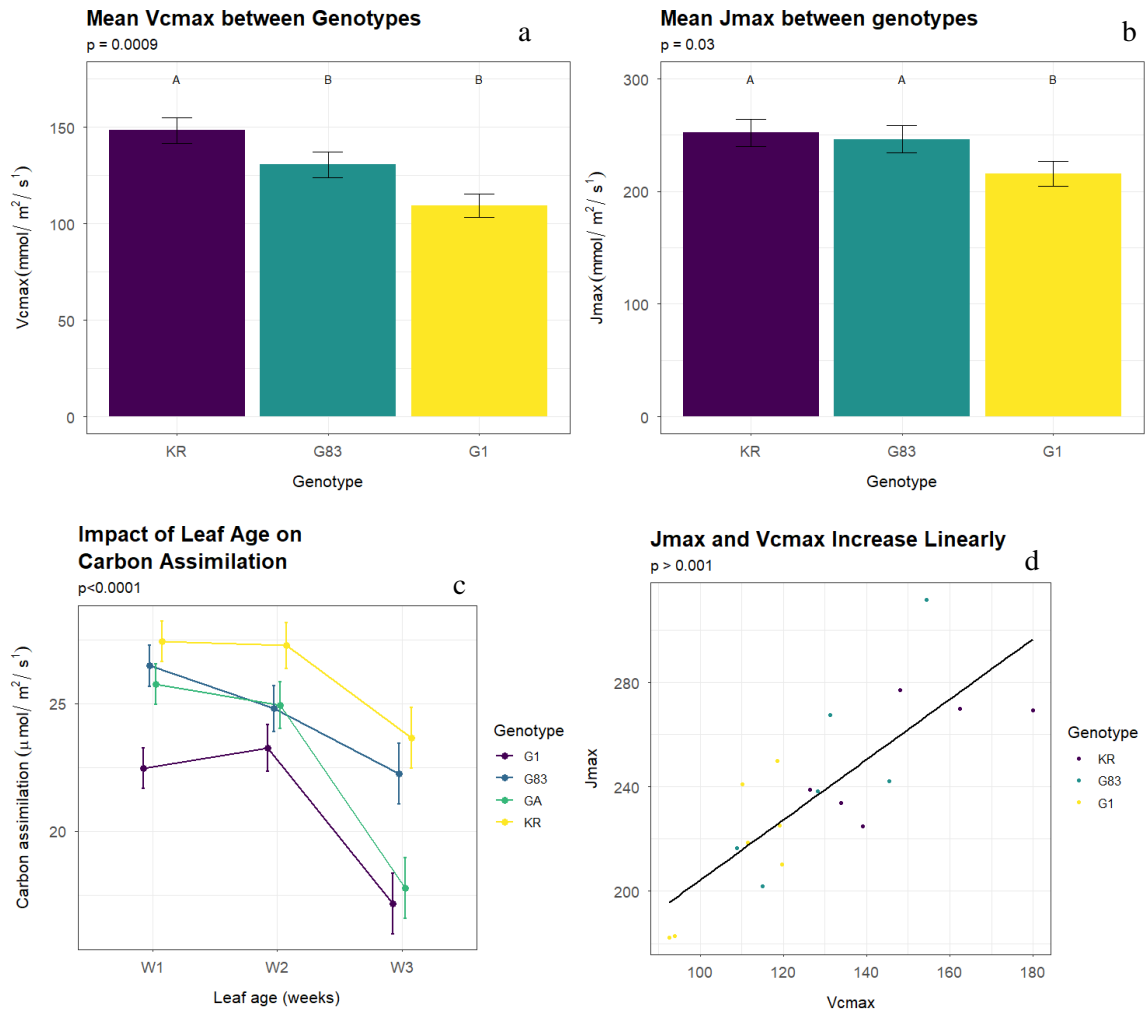 Mean Vcmax between Genotypes
p = 0.0009
a
A
B
B
150
100
50
0
Vcmax (mmol/ m²/ s¹)
KR
G83
G1
Genotype
Mean Jmax between genotypes
p = 0.03
b
A
A
B
300
200
100
0
Jmax (mmol/ m²/ s¹)
KR
G83
G1
Genotype
Impact of Leaf Age on
Carbon Assimilation
p<0.0001
c
25
20
Carbon assimilation (μ mol/ m²/ s¹)
W1
W2
W3
Leaf age (weeks)
Genotype
G1
G83
GA
KR
Jmax and Vcmax Increase Linearly
p > 0.001
d
280
240
200
Jmax
100
120
140
160
180
Vcmax
Genotype
KR
G83
G1